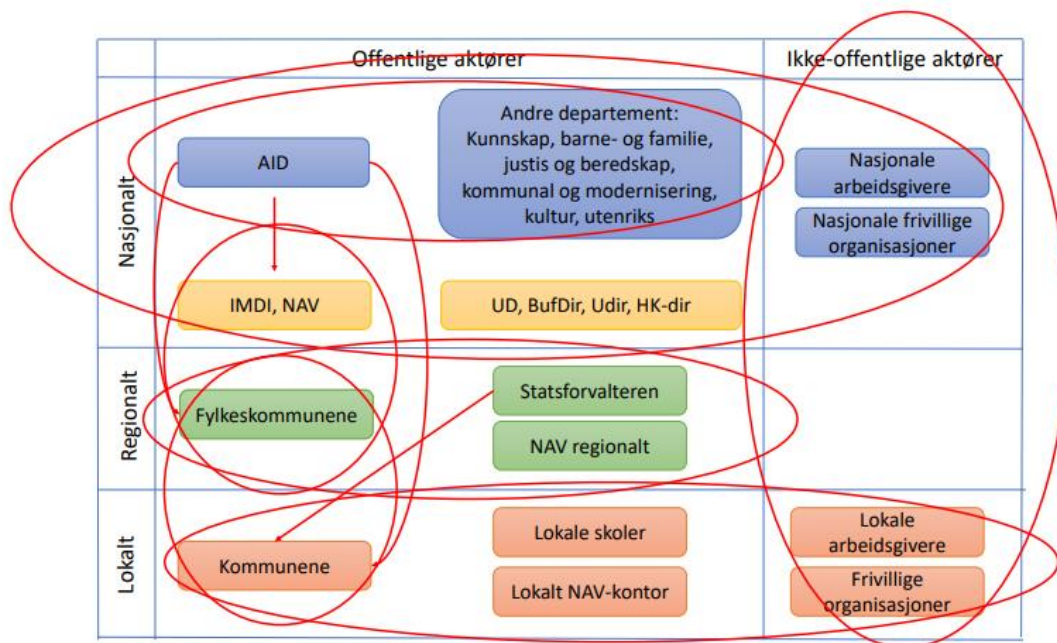 Offentlige aktører
Ikke-offentlige aktører
Nasjonalt
AID
Andre departement:
Kunnskap, barne- og familie,
justis og beredskap,
kommunal og modernisering,
kultur, utenriks
Nasjonale
arbeidsgivere
Nasjonale frivillige
organisasjoner
IMDI, NAV
UD, BufDir, Udir, HK-dir
Regionalt
Fylkeskommunene
Statsforvalteren
NAV regionalt
Lokalt
Kommunene
Lokale skoler
Lokalt NAV-kontor
Lokale
arbeidsgivere
Frivillige
organisasjoner